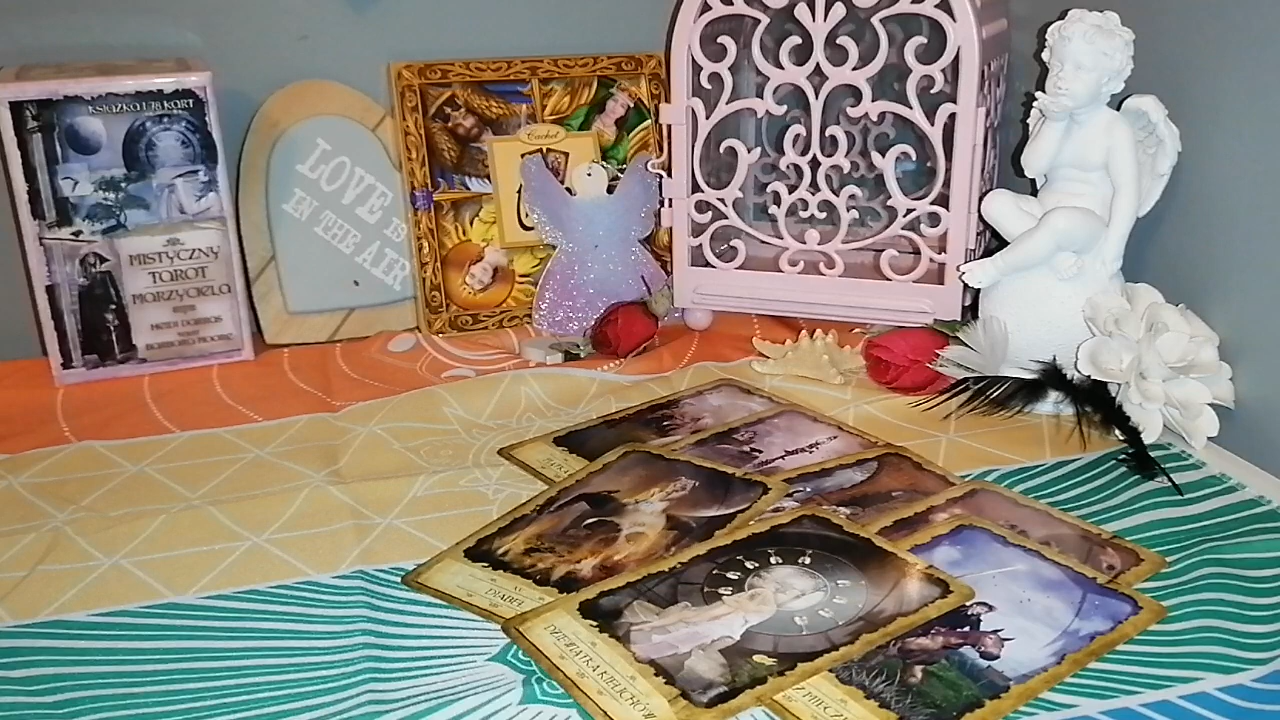 KSIĄŻKA I 78 KART
MISTYCZNY
TAROT
MARZYCIELA
HEIDI DARRAS
BARBARA MOORE
LOVE IS
IN THE AIR
Cachet
DIABEŁ
DZIEWIĄTKA KIELICHÓW